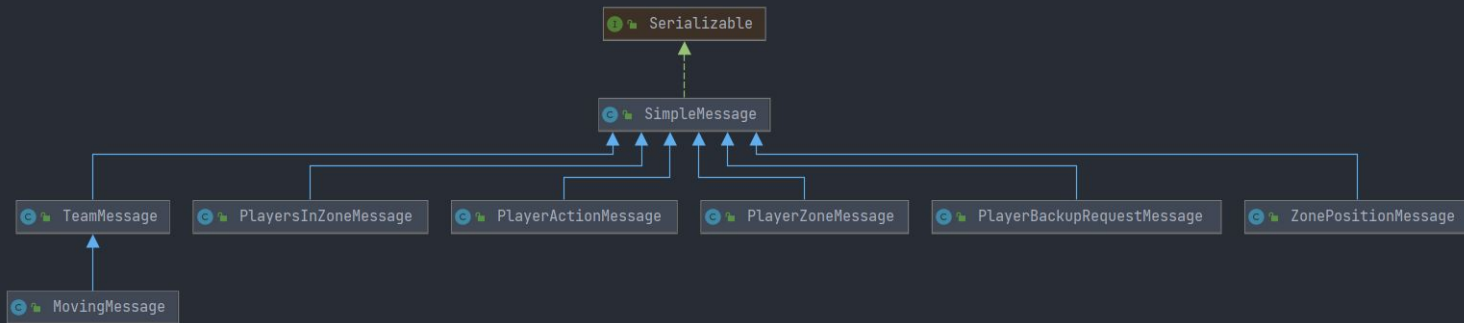 Serializable
SimpleMessage
TeamMessage
PlayersInZoneMessage
PlayerActionMessage
PlayerZoneMessage
PlayerBackupRequestMessage
ZonePositionMessage
MovingMessage